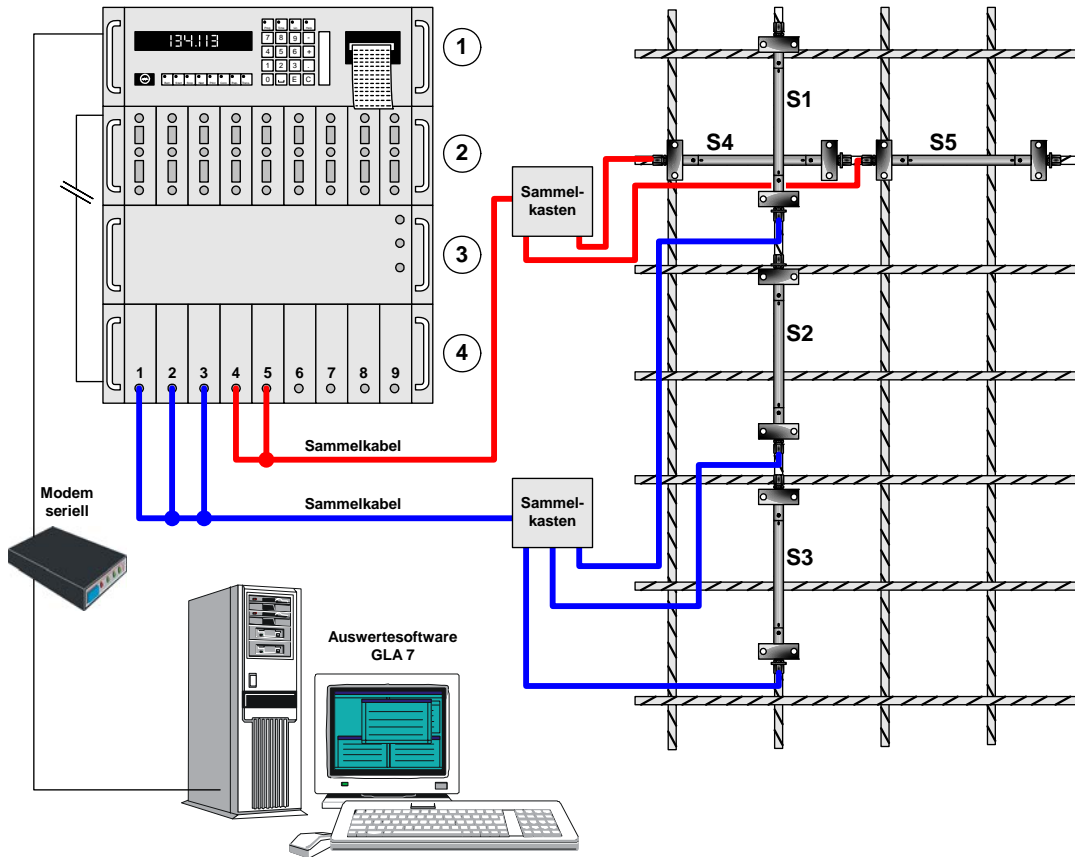 134.113
7 8 9 -
4 5 6 +
1 2 3 .
0 E C
1
2
3
4
1 2 3 4 5 6 7 8 9
Sammelkabel
Sammelkabel
Sammel-
kasten
Sammel-
kasten
S1
S4
S5
S2
S3
Modem
seriell
Auswertesoftware
GLA 7